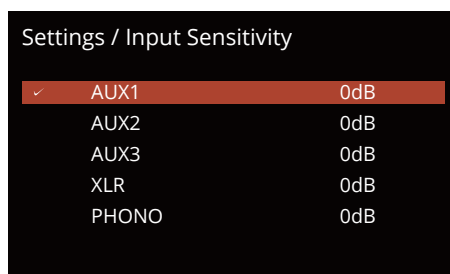 Settings / Input Sensitivity
✓ AUX1 0dB
AUX2 0dB
AUX3 0dB
XLR 0dB
PHONO 0dB